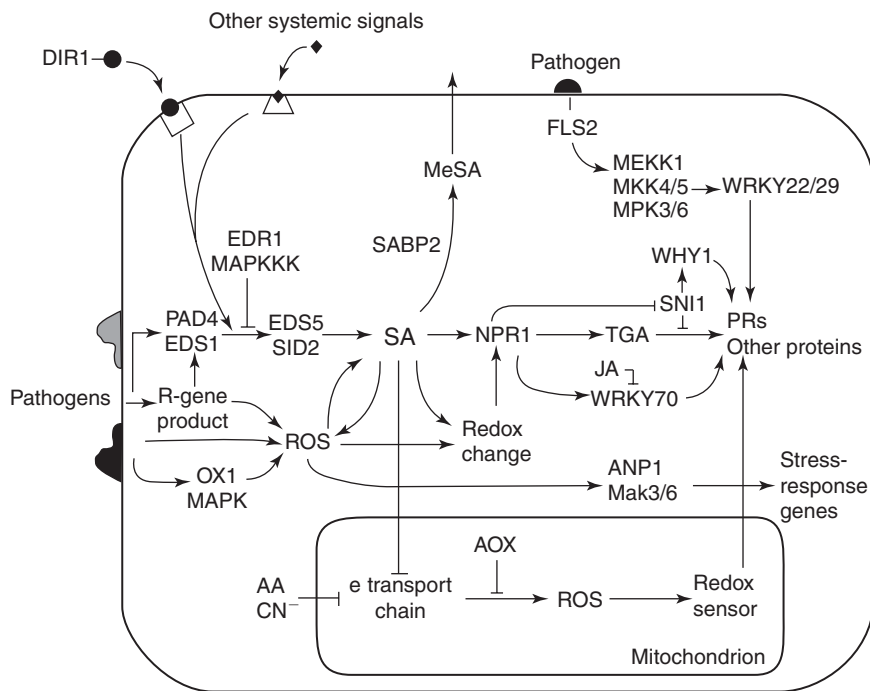 Other systemic signals
DIR1
Pathogen
FLS2
MeSA
MEKK1
MKK4/5
MPK3/6
WRKY22/29
SABP2
EDR1
MAPKKK
WHY1
SNI1
PAD4
EDS1
EDS5
SID2
SA
NPR1
TGA
PRs
Other proteins
JA
WRKY70
Pathogens
R-gene
product
ROS
Redox
change
OX1
MAPK
ANP1
Mak3/6
Stress-
response
genes
AOX
AA
CN−
e transport
chain
ROS
Redox
sensor
Mitochondrion